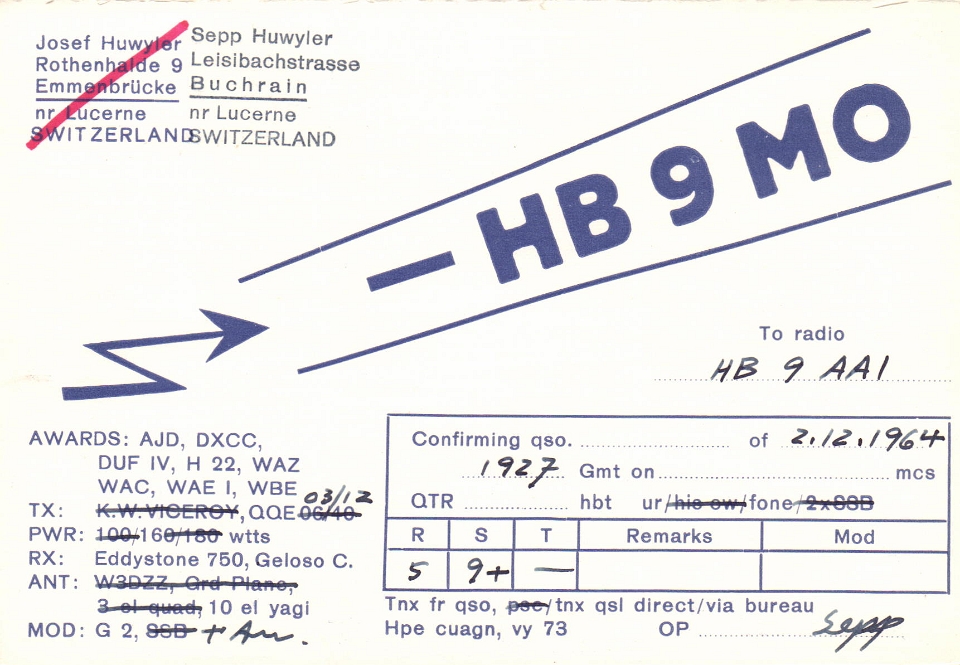 Josef Huwyler
Rothenhalde 9
Emmenbrücke
nr Lucerne
SWITZERLAND
Sepp Huwyler
Leisibachstrasse
Buchrain
nr Lucerne
SWITZERLAND
— HB 9 MO
To radio
HB 9 AAI
AWARDS: AJD, DXCC,
DUF IV, H 22, WAZ
WAC, WAE I, WBE
03/12
TX: K.W. VICEROY, QQE 06/40
PWR: 100/160/180 wtts
RX: Eddystone 750, Geloso C.
ANT: W3DZZ, Grd Plane,
3 el quad, 10 el yagi
MOD: G 2, SSB +
Confirming qso. of 2.12.1964
1927 Gmt on mcs
QTR hbt ur/his cw/fone/2xSSB
R S T Remarks Mod
5 9+ —
Tnx fr qso, pse/tnx qsl direct/via bureau
Hpe cuagn, vy 73 OP Sepp